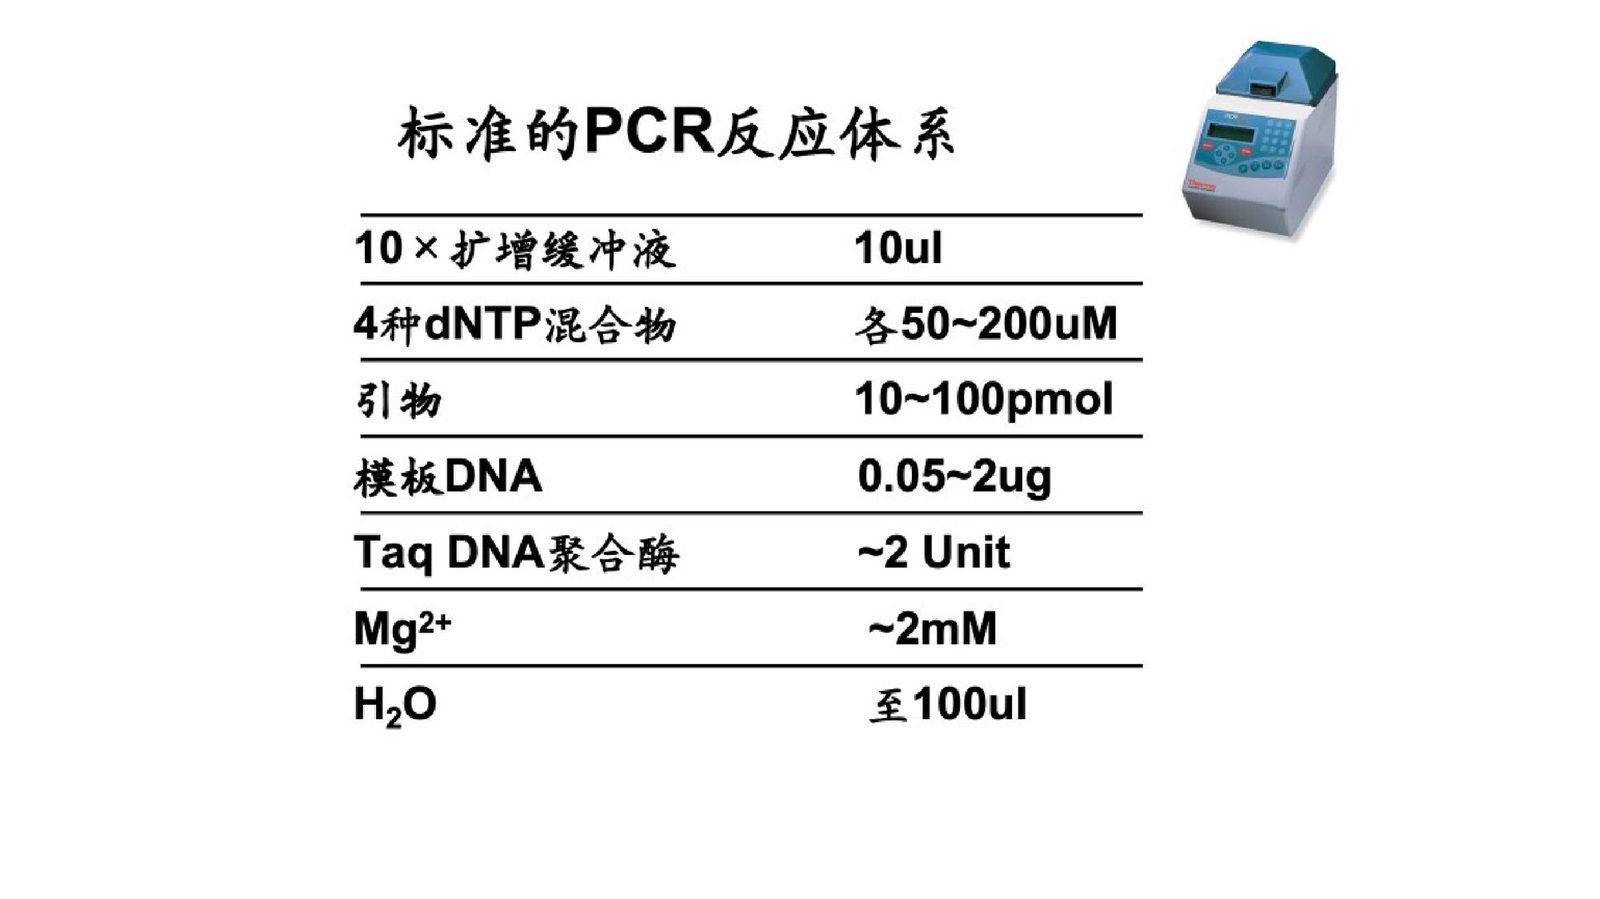 标准的PCR反应体系
10×扩增缓冲液 10ul
4种dNTP混合物 各50~200uM
引物 10~100pmol
模板DNA 0.05~2ug
Taq DNA聚合酶 ~2 Unit
Mg²⁺ ~2mM
H₂O 至100ul
Thermo